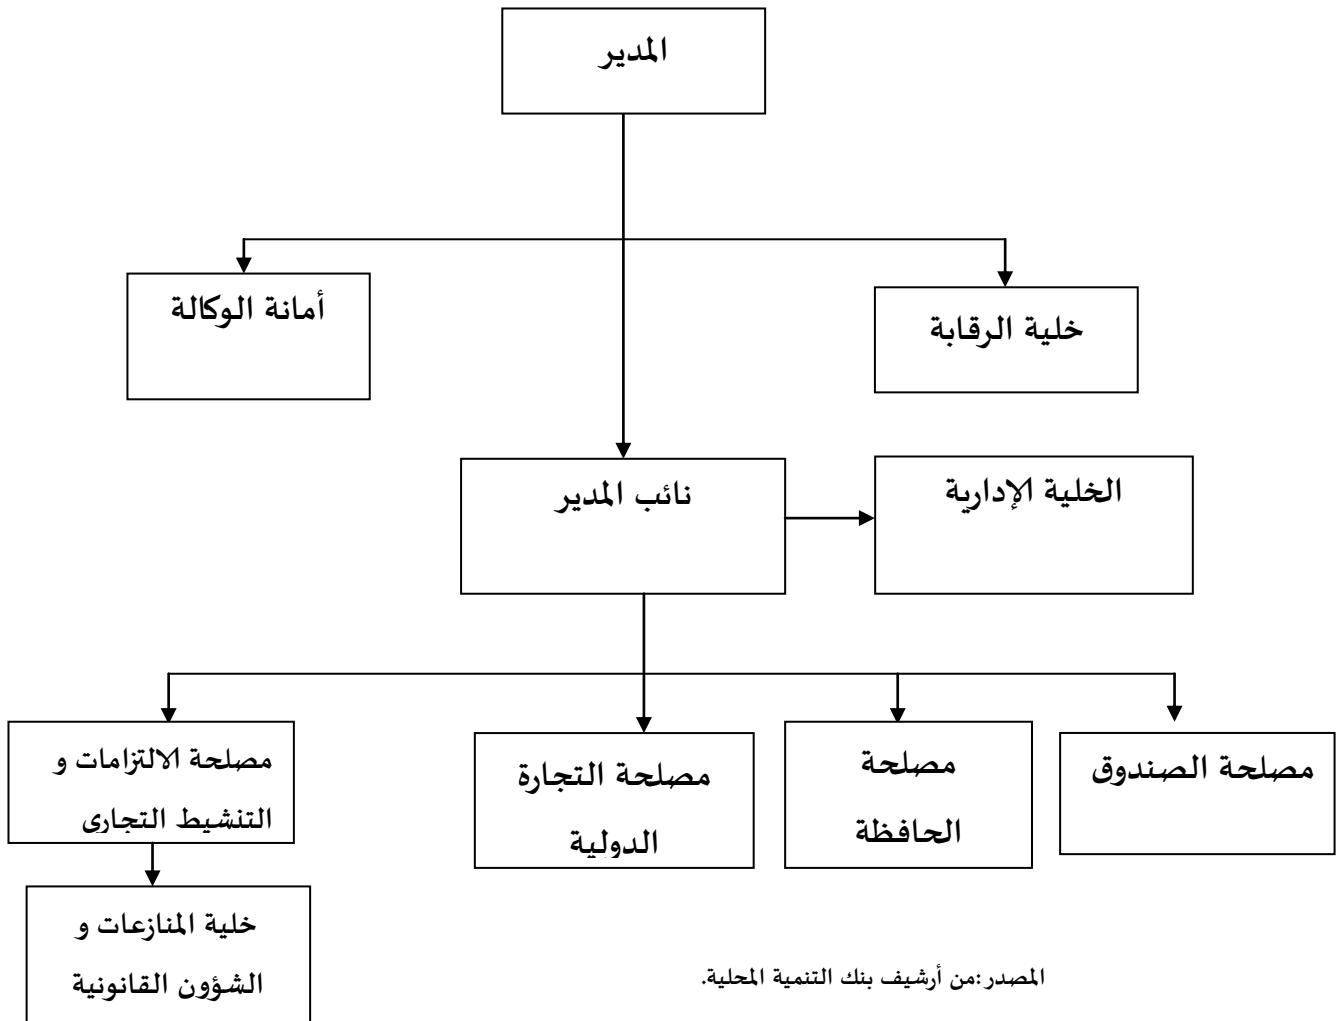 المدير
خلية الرقابة
أمانة الوكالة
نائب المدير
الخلية الإدارية
مصلحة الصندوق
مصلحة
الحافظة
مصلحة التجارة
الدولية
مصلحة الالتزامات و
التنشيط التجاري
خلية المنازعات و
الشؤون القانونية
المصدر :من أرشيف بنك التنمية المحلية.